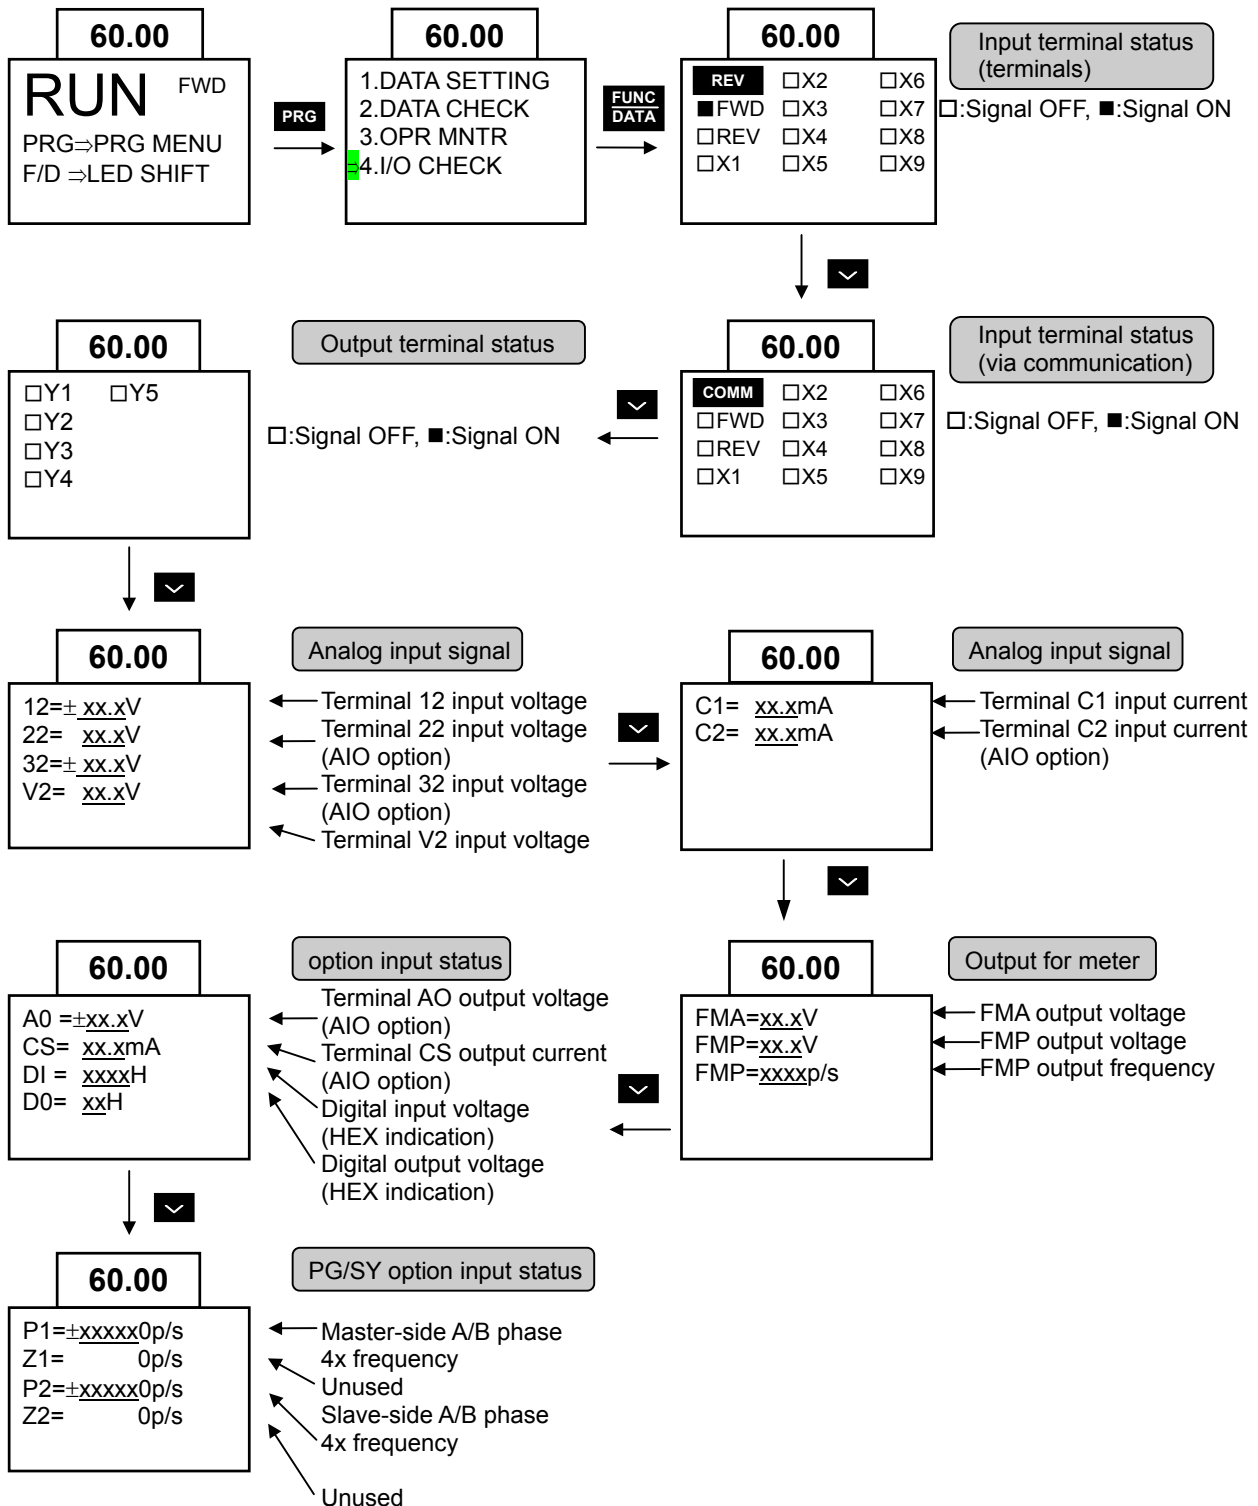 60.00
RUN FWD
PRG⇒PRG MENU
F/D ⇒LED SHIFT
PRG
60.00
1.DATA SETTING
2.DATA CHECK
3.OPR MNTR
⇒4.I/O CHECK
FUNC
DATA
60.00
REV □X2 □X6
■FWD □X3 □X7
□REV □X4 □X8
□X1 □X5 □X9
Input terminal status
(terminals)
□:Signal OFF, ■:Signal ON
60.00
COMM □X2 □X6
□FWD □X3 □X7
□REV □X4 □X8
□X1 □X5 □X9
Input terminal status
(via communication)
□:Signal OFF, ■:Signal ON
60.00
□Y1 □Y5
□Y2
□Y3
□Y4
Output terminal status
□:Signal OFF, ■:Signal ON
60.00
12=± xx.xV
22= xx.xV
32=± xx.xV
V2= xx.xV
Analog input signal
Terminal 12 input voltage
Terminal 22 input voltage
(AIO option)
Terminal 32 input voltage
(AIO option)
Terminal V2 input voltage
60.00
C1= xx.xmA
C2= xx.xmA
Analog input signal
Terminal C1 input current
Terminal C2 input current
(AIO option)
60.00
FMA=xx.xV
FMP=xx.xV
FMP=xxxxp/s
Output for meter
FMA output voltage
FMP output voltage
FMP output frequency
60.00
A0 =±xx.xV
CS= xx.xmA
DI = xxxxH
D0= xxH
option input status
Terminal AO output voltage
(AIO option)
Terminal CS output current
(AIO option)
Digital input voltage
(HEX indication)
Digital output voltage
(HEX indication)
60.00
P1=±xxxxx0p/s
Z1= 0p/s
P2=±xxxxx0p/s
Z2= 0p/s
PG/SY option input status
Master-side A/B phase
4x frequency
Unused
Slave-side A/B phase
4x frequency
Unused